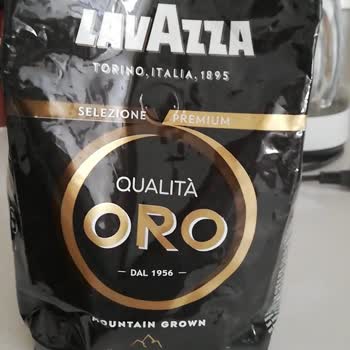 LAVAZZA
TORINO, ITALIA, 1895
SELEZIONE PREMIUM
QUALITÀ
ORO
DAL 1956
MOUNTAIN GROWN